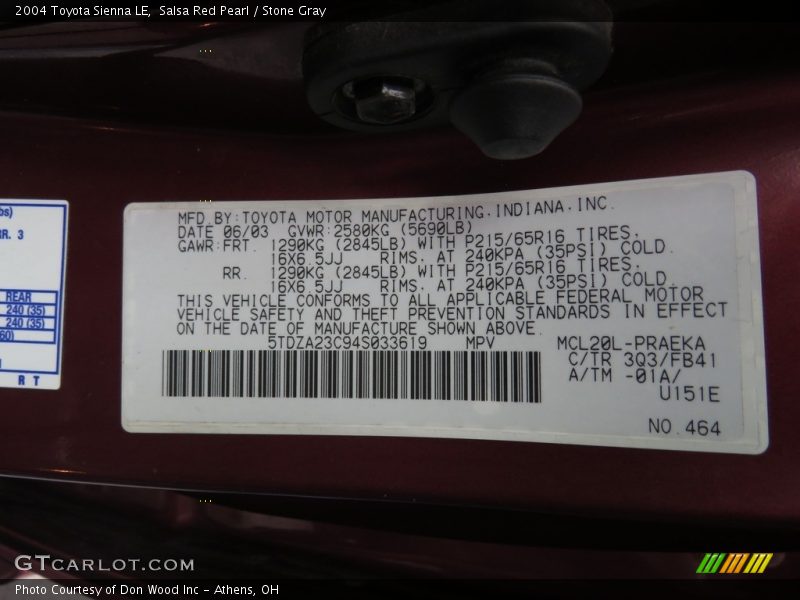 2004 Toyota Sienna LE, Salsa Red Pearl / Stone Gray
MFD.BY:TOYOTA MOTOR MANUFACTURING.INDIANA.INC.
DATE 06/03 GVWR:2580KG (5690LB)
GAWR:FRT. 1290KG (2845LB) WITH P215/65R16 TIRES.
16X6.5JJ RIMS. AT 240KPA (35PSI) COLD.
RR. 1290KG (2845LB) WITH P215/65R16 TIRES.
16X6.5JJ RIMS. AT 240KPA (35PSI) COLD.
THIS VEHICLE CONFORMS TO ALL APPLICABLE FEDERAL MOTOR
VEHICLE SAFETY AND THEFT PREVENTION STANDARDS IN EFFECT
ON THE DATE OF MANUFACTURE SHOWN ABOVE.
5TDZA23C94S033619 MPV MCL20L-PRAEKA
C/TR 3Q3/FB41
A/TM -01A/
U151E
NO.464
RR. 3
REAR
240 (35)
240 (35)
R T
GTCARLOT.COM
Photo Courtesy of Don Wood Inc - Athens, OH